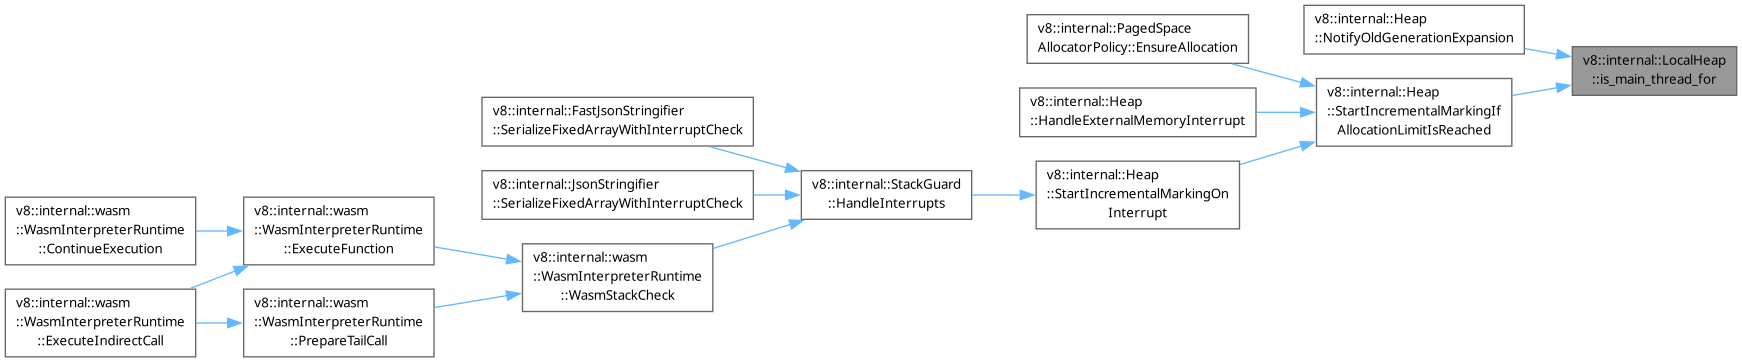 v8::internal::Heap
::NotifyOldGenerationExpansion
v8::internal::PagedSpace
AllocatorPolicy::EnsureAllocation
v8::internal::LocalHeap
::is_main_thread_for
v8::internal::Heap
::StartIncrementalMarkingIf
AllocationLimitIsReached
v8::internal::Heap
::HandleExternalMemoryInterrupt
v8::internal::FastJsonStringifier
::SerializeFixedArrayWithInterruptCheck
v8::internal::Heap
::StartIncrementalMarkingOn
Interrupt
v8::internal::JsonStringifier
::SerializeFixedArrayWithInterruptCheck
v8::internal::StackGuard
::HandleInterrupts
v8::internal::wasm
::WasmInterpreterRuntime
::ContinueExecution
v8::internal::wasm
::WasmInterpreterRuntime
::ExecuteFunction
v8::internal::wasm
::WasmInterpreterRuntime
::WasmStackCheck
v8::internal::wasm
::WasmInterpreterRuntime
::ExecuteIndirectCall
v8::internal::wasm
::WasmInterpreterRuntime
::PrepareTailCall